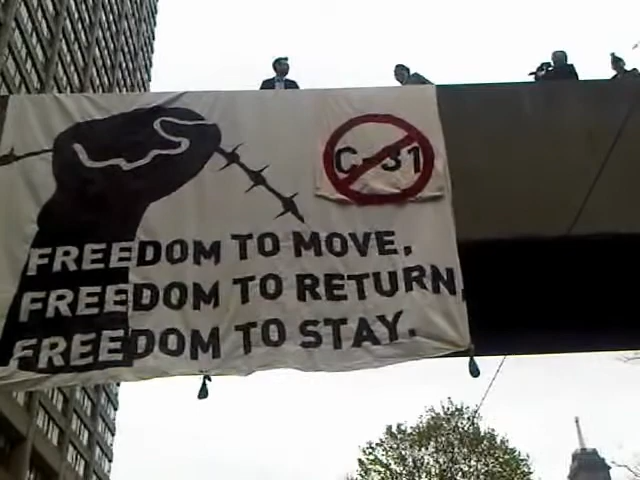 C-31
FREEDOM TO MOVE.
FREEDOM TO RETURN,
FREEDOM TO STAY.